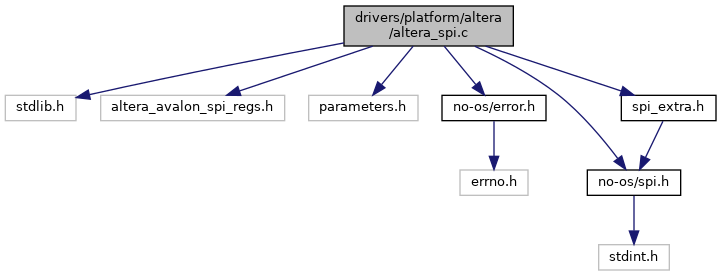 drivers/platform/altera
/altera_spi.c
stdlib.h
altera_avalon_spi_regs.h
parameters.h
no-os/error.h
spi_extra.h
errno.h
no-os/spi.h
stdint.h